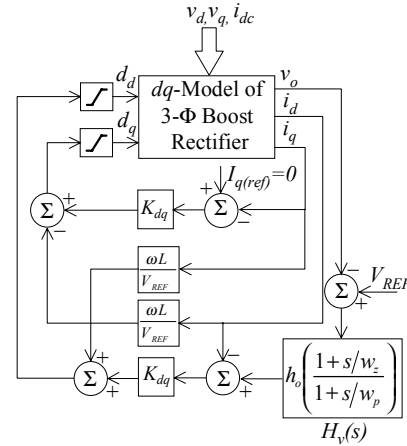 v_d, v_q, i_dc
d_d
d_q
dq-Model of
3-Φ Boost
Rectifier
v_o
i_d
i_q
I_q(ref)=0
+
−
Σ
K_dq
+
−
Σ
ωL
V_REF
ωL
V_REF
−
+
Σ
V_REF
+
+
Σ
K_dq
−
+
Σ
h_o ( 1+s/w_z
1+s/w_p )
H_v(s)